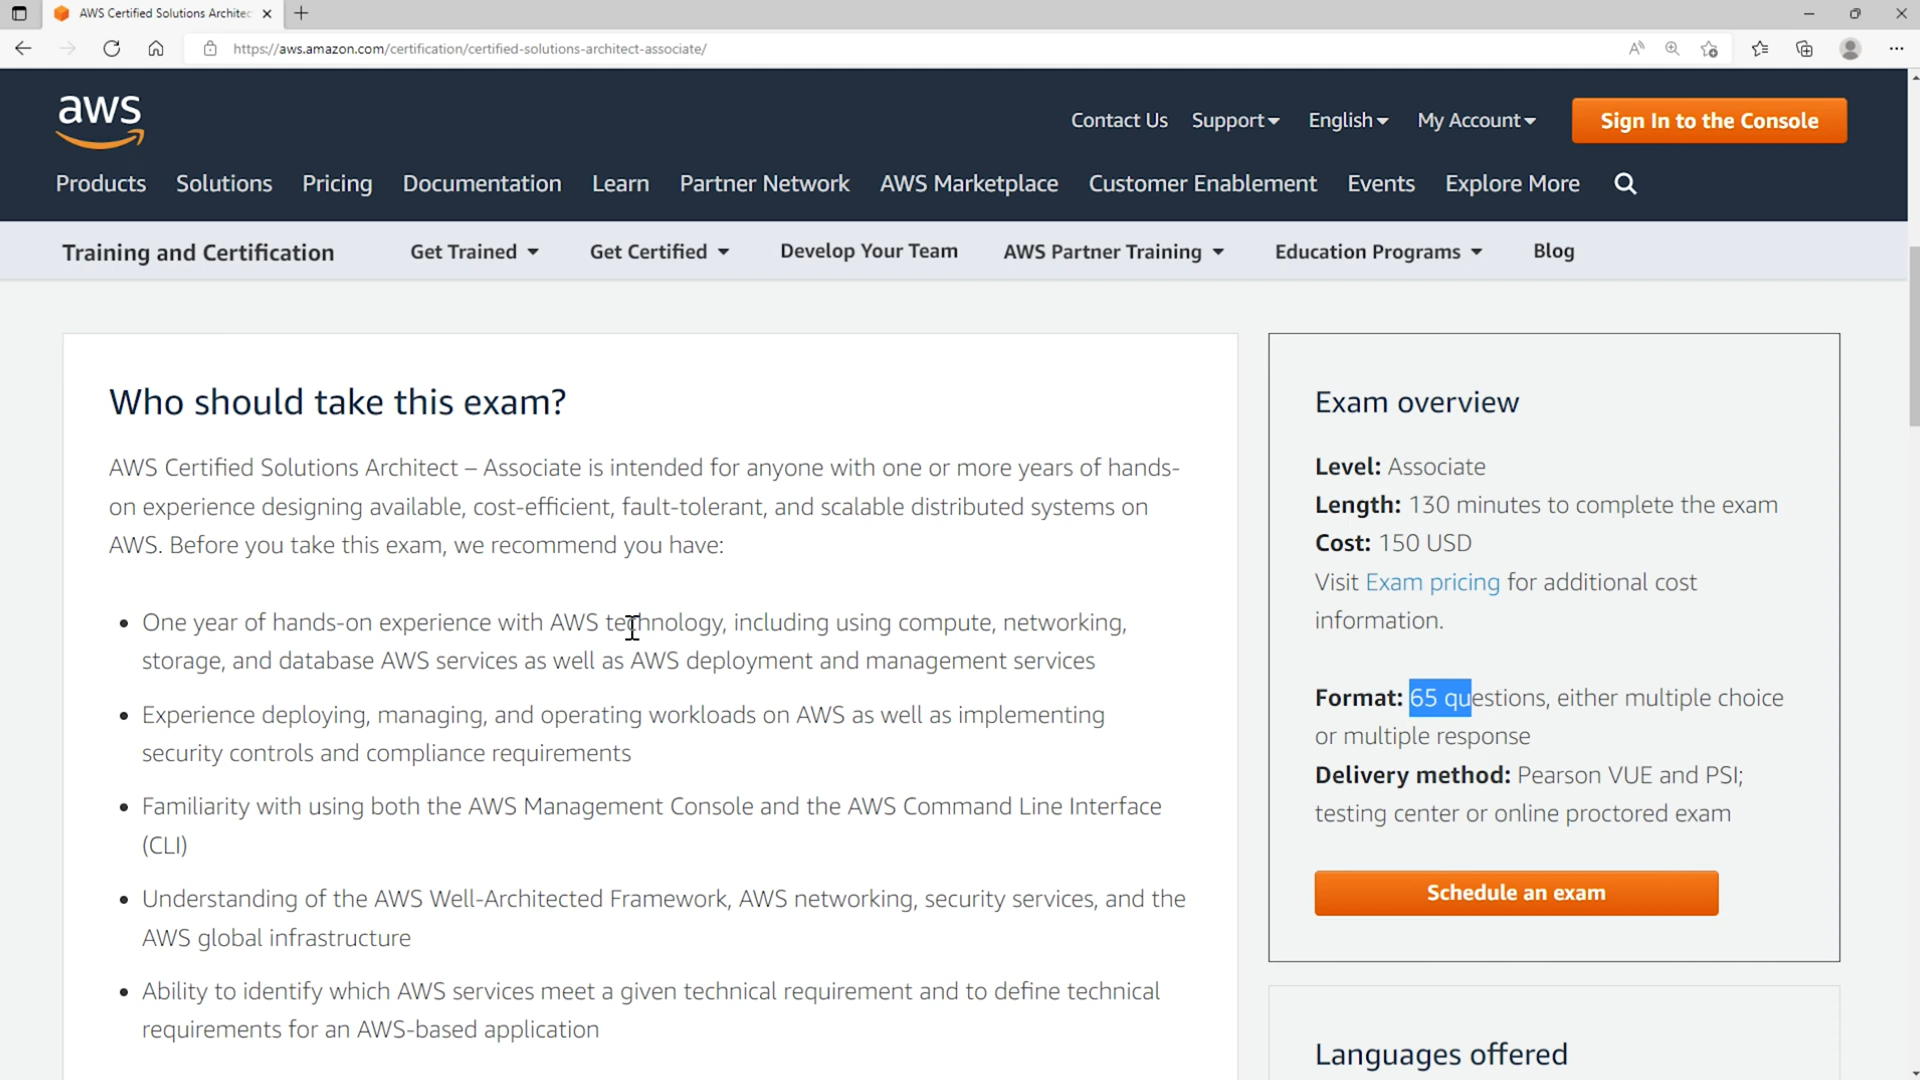 AWS Certified Solutions Architec
https://aws.amazon.com/certification/certified-solutions-architect-associate/
aws
Contact Us Support English My Account Sign In to the Console
Products Solutions Pricing Documentation Learn Partner Network AWS Marketplace Customer Enablement Events Explore More
Training and Certification Get Trained Get Certified Develop Your Team AWS Partner Training Education Programs Blog
Who should take this exam?
AWS Certified Solutions Architect – Associate is intended for anyone with one or more years of hands-
on experience designing available, cost-efficient, fault-tolerant, and scalable distributed systems on
AWS. Before you take this exam, we recommend you have:
• One year of hands-on experience with AWS technology, including using compute, networking,
storage, and database AWS services as well as AWS deployment and management services
• Experience deploying, managing, and operating workloads on AWS as well as implementing
security controls and compliance requirements
• Familiarity with using both the AWS Management Console and the AWS Command Line Interface
(CLI)
• Understanding of the AWS Well-Architected Framework, AWS networking, security services, and the
AWS global infrastructure
• Ability to identify which AWS services meet a given technical requirement and to define technical
requirements for an AWS-based application
Exam overview
Level: Associate
Length: 130 minutes to complete the exam
Cost: 150 USD
Visit Exam pricing for additional cost
information.
Format: 65 questions, either multiple choice
or multiple response
Delivery method: Pearson VUE and PSI;
testing center or online proctored exam
Schedule an exam
Languages offered